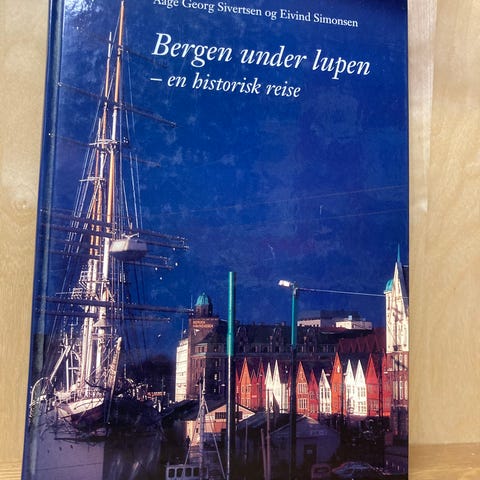 Aage Georg Sivertsen og Eivind Simonsen
Bergen under lupen
– en historisk reise